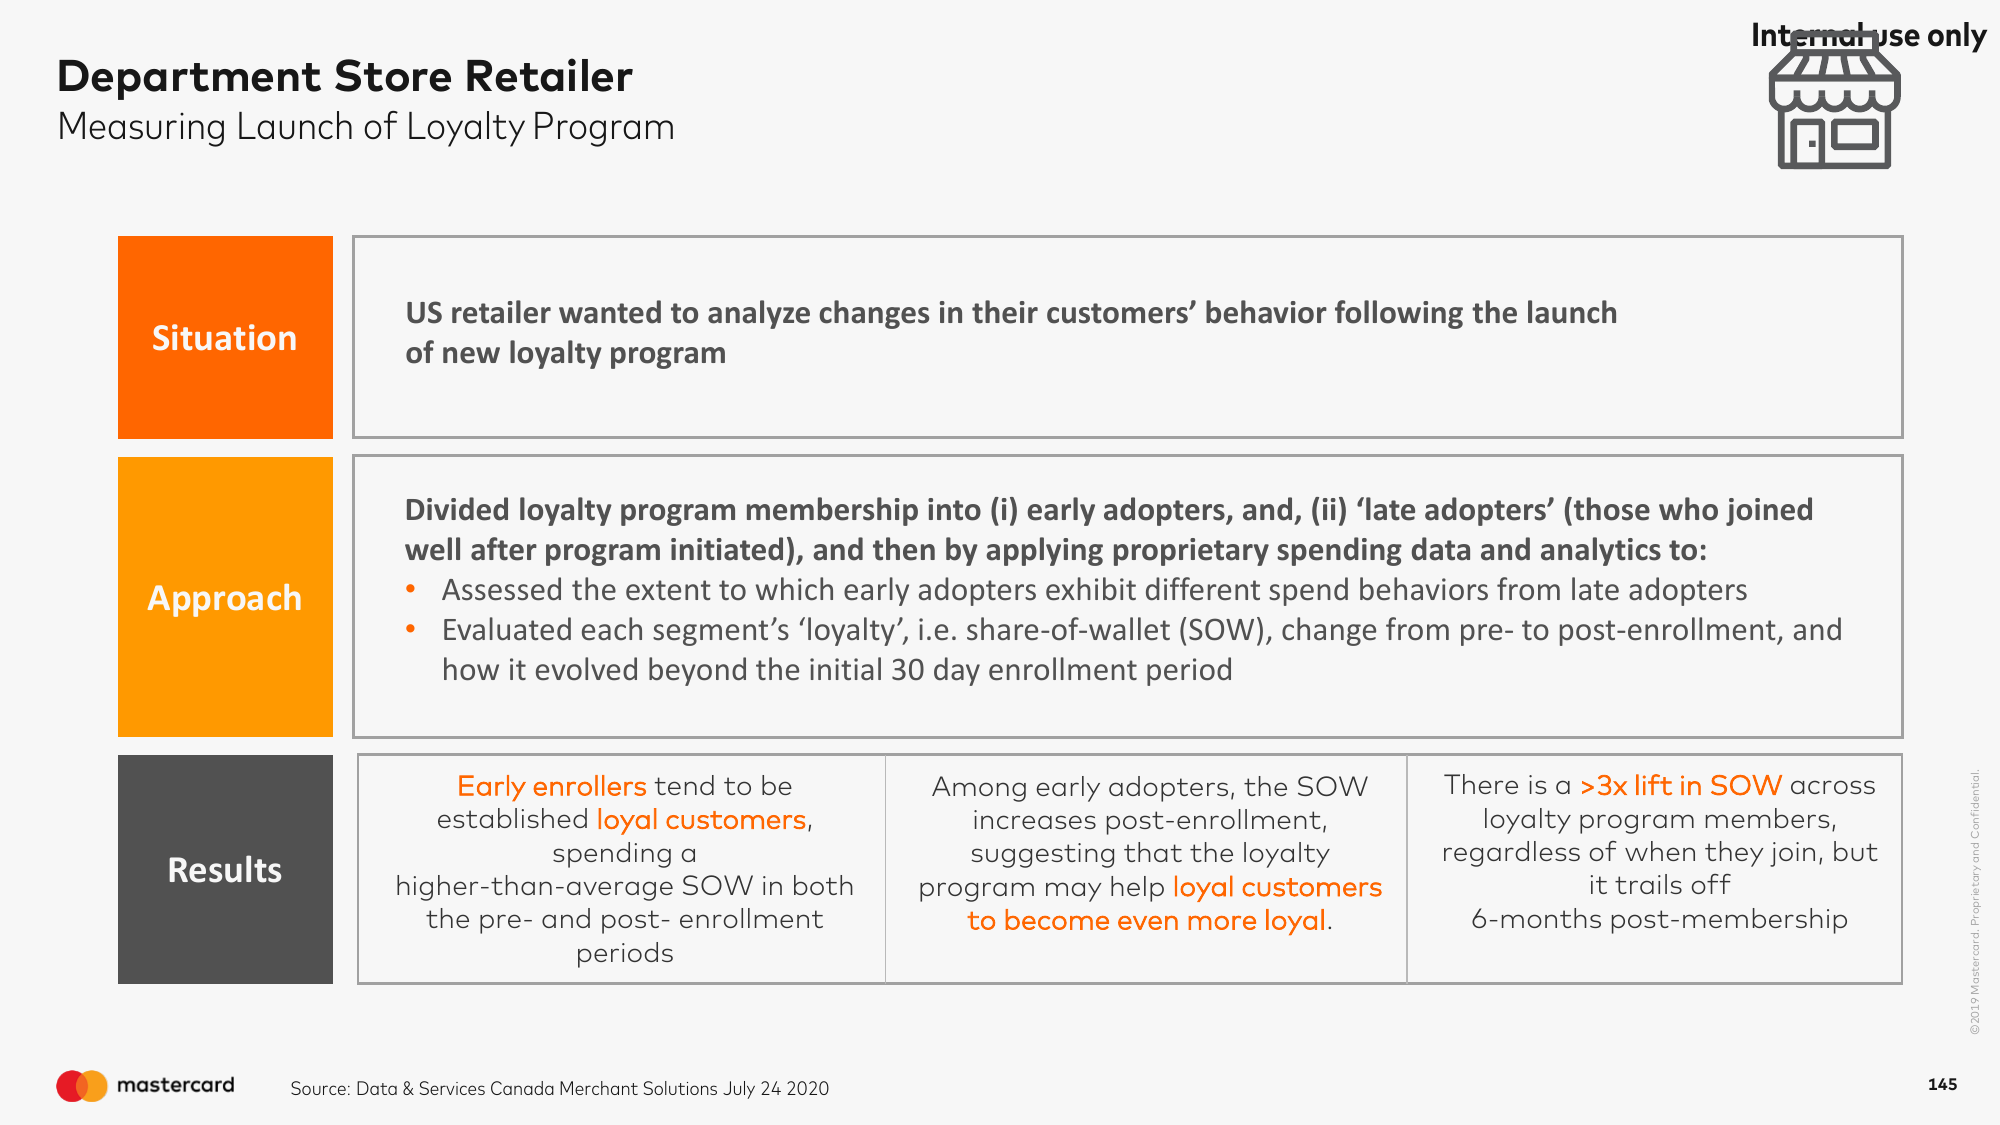 Internal use only
Department Store Retailer
Measuring Launch of Loyalty Program
Situation
US retailer wanted to analyze changes in their customers’ behavior following the launch
of new loyalty program
Approach
Divided loyalty program membership into (i) early adopters, and, (ii) ‘late adopters’ (those who joined
well after program initiated), and then by applying proprietary spending data and analytics to:
• Assessed the extent to which early adopters exhibit different spend behaviors from late adopters
• Evaluated each segment’s ‘loyalty’, i.e. share-of-wallet (SOW), change from pre- to post-enrollment, and
how it evolved beyond the initial 30 day enrollment period
Results
Early enrollers tend to be
established loyal customers,
spending a
higher-than-average SOW in both
the pre- and post- enrollment
periods
Among early adopters, the SOW
increases post-enrollment,
suggesting that the loyalty
program may help loyal customers
to become even more loyal.
There is a >3x lift in SOW across
loyalty program members,
regardless of when they join, but
it trails off
6-months post-membership
©2019 Mastercard. Proprietary and Confidential.
mastercard
Source: Data & Services Canada Merchant Solutions July 24 2020
145